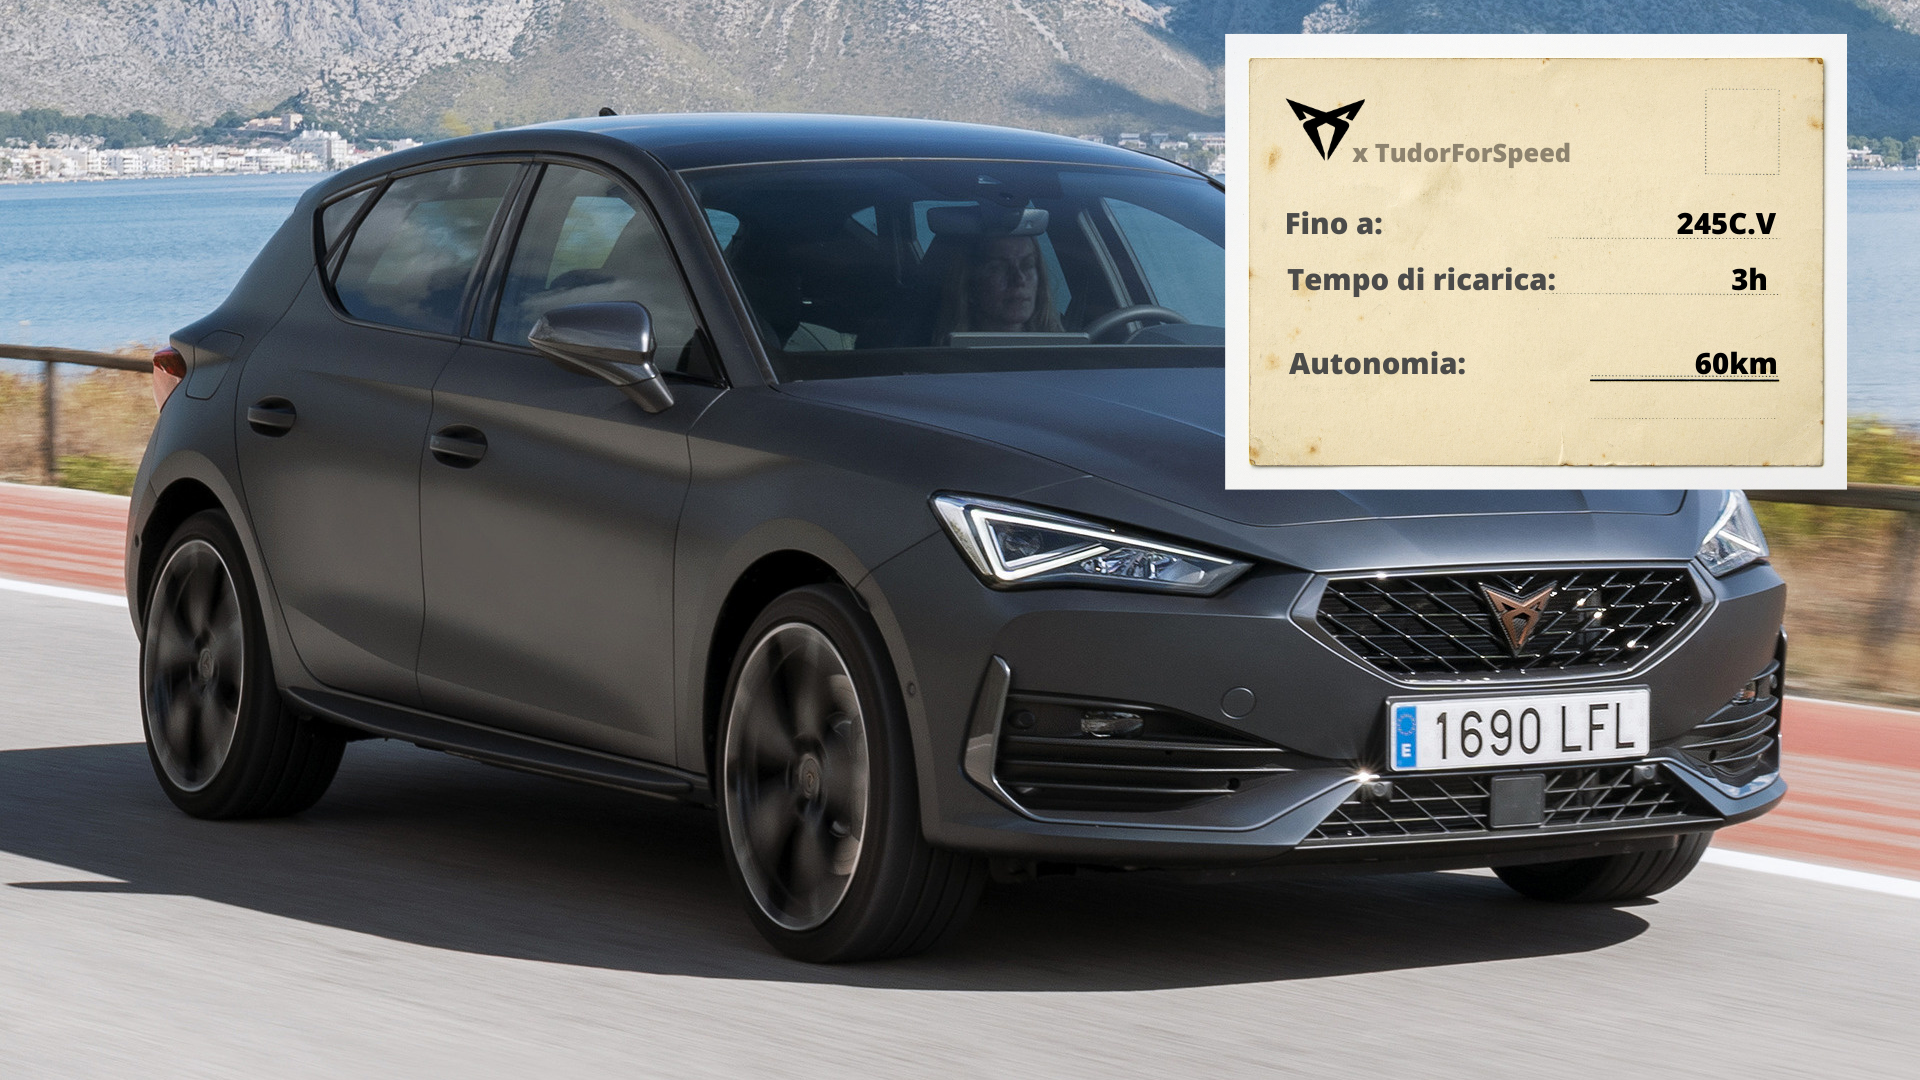 x TudorForSpeed
Fino a: 245C.V
Tempo di ricarica: 3h
Autonomia: 60km
1690 LFL
E